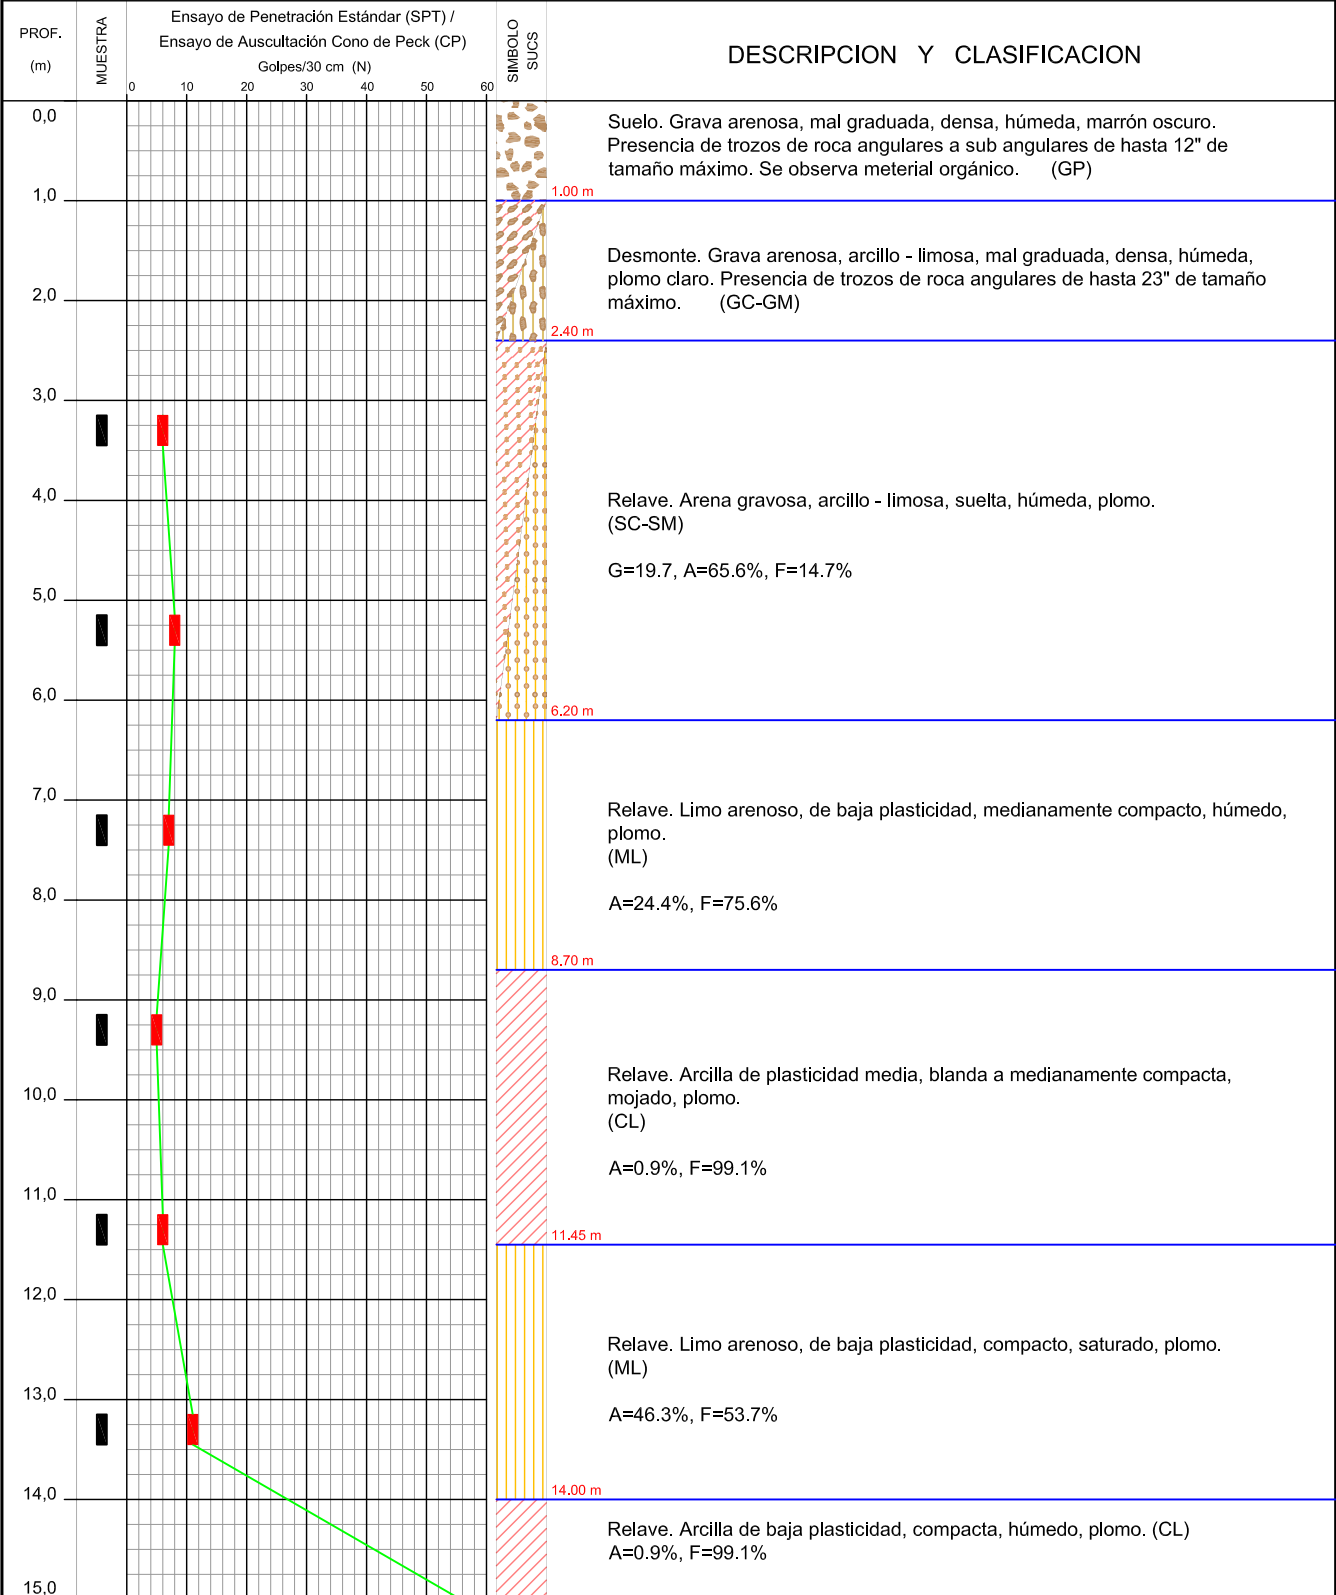 PROF.
(m)
MUESTRA
Ensayo de Penetración Estándar (SPT) /
Ensayo de Auscultación Cono de Peck (CP)
Golpes/30 cm (N)
0 10 20 30 40 50 60
SIMBOLO
SUCS
DESCRIPCION Y CLASIFICACION
0,0
Suelo. Grava arenosa, mal graduada, densa, húmeda, marrón oscuro.
Presencia de trozos de roca angulares a sub angulares de hasta 12" de
tamaño máximo. Se observa meterial orgánico. (GP)
1,0
1.00 m
Desmonte. Grava arenosa, arcillo - limosa, mal graduada, densa, húmeda,
plomo claro. Presencia de trozos de roca angulares de hasta 23" de tamaño
máximo. (GC-GM)
2,0
2.40 m
3,0
4,0
Relave. Arena gravosa, arcillo - limosa, suelta, húmeda, plomo.
(SC-SM)
G=19.7, A=65.6%, F=14.7%
5,0
6,0
6.20 m
7,0
Relave. Limo arenoso, de baja plasticidad, medianamente compacto, húmedo,
plomo.
(ML)
A=24.4%, F=75.6%
8,0
8.70 m
9,0
Relave. Arcilla de plasticidad media, blanda a medianamente compacta,
mojado, plomo.
(CL)
A=0.9%, F=99.1%
10,0
11,0
11.45 m
12,0
Relave. Limo arenoso, de baja plasticidad, compacto, saturado, plomo.
(ML)
A=46.3%, F=53.7%
13,0
14,0
14.00 m
Relave. Arcilla de baja plasticidad, compacta, húmedo, plomo. (CL)
A=0.9%, F=99.1%
15,0